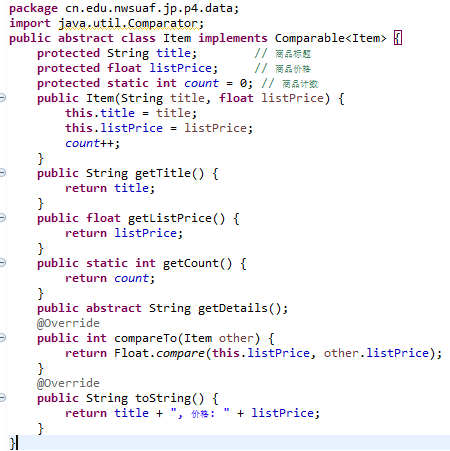 package cn.edu.nwsuaf.jp.p4.data;
import java.util.Comparator;
public abstract class Item implements Comparable<Item> {
    protected String title;        // 商品标题
    protected float listPrice;     // 商品价格
    protected static int count = 0; // 商品计数
    public Item(String title, float listPrice) {
        this.title = title;
        this.listPrice = listPrice;
        count++;
    }
    public String getTitle() {
        return title;
    }
    public float getListPrice() {
        return listPrice;
    }
    public static int getCount() {
        return count;
    }
    public abstract String getDetails();
    @Override
    public int compareTo(Item other) {
        return Float.compare(this.listPrice, other.listPrice);
    }
    @Override
    public String toString() {
        return title + ", 价格: " + listPrice;
    }
}